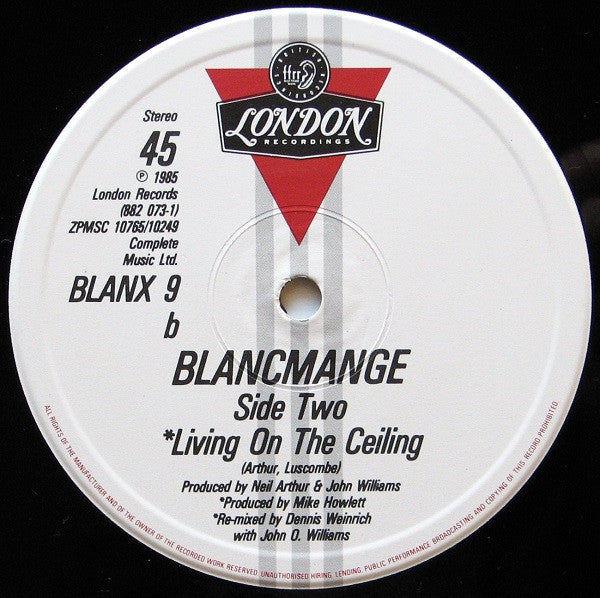 BRITISH RECORDINGS
ffrr
LONDON
RECORDINGS
Stereo
45
℗ 1985
London Records
(882 073-1)
ZPMSC 10765/10249
Complete
Music Ltd.
BLANX 9
b
BLANCMANGE
Side Two
*Living On The Ceiling
(Arthur, Luscombe)
Produced by Neil Arthur & John Williams
*Produced by Mike Howlett
*Re-mixed by Dennis Weinrich
with John O. Williams
ALL RIGHTS OF THE MANUFACTURER AND OF THE OWNER OF THE RECORDED WORK RESERVED. UNAUTHORISED HIRING, LENDING, PUBLIC PERFORMANCE BROADCASTING AND COPYING OF THIS RECORD PROHIBITED.